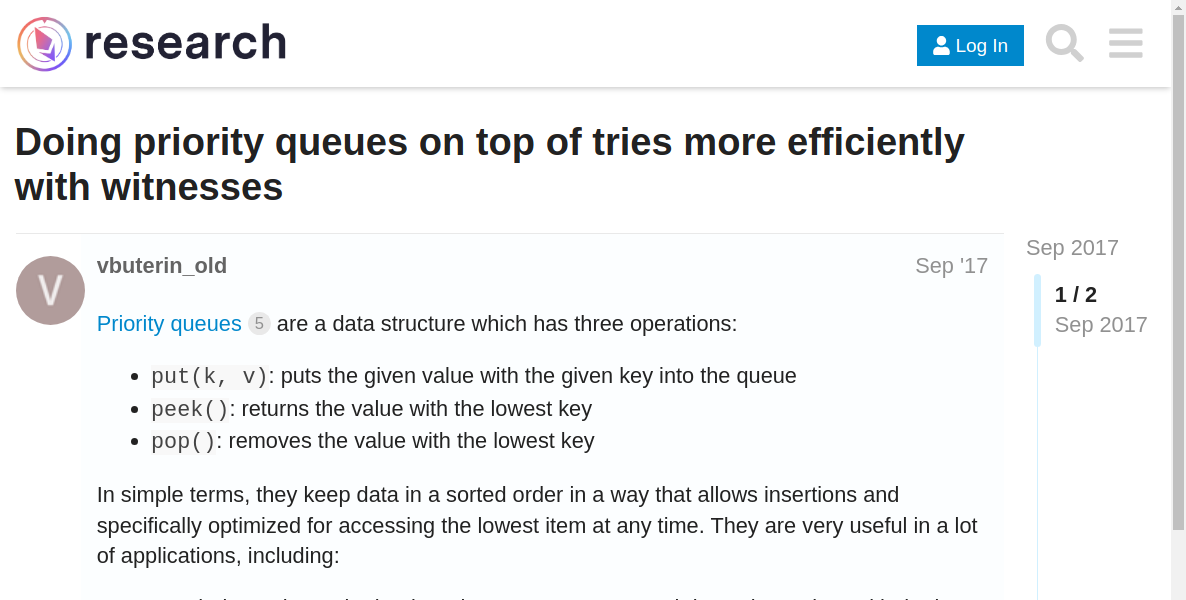 research
Log In
Doing priority queues on top of tries more efficiently
with witnesses
V
vbuterin_old
Sep '17
Priority queues 5 are a data structure which has three operations:
• put(k, v): puts the given value with the given key into the queue
• peek(): returns the value with the lowest key
• pop(): removes the value with the lowest key
In simple terms, they keep data in a sorted order in a way that allows insertions and
specifically optimized for accessing the lowest item at any time. They are very useful in a lot
of applications, including:
Sep 2017
1 / 2
Sep 2017